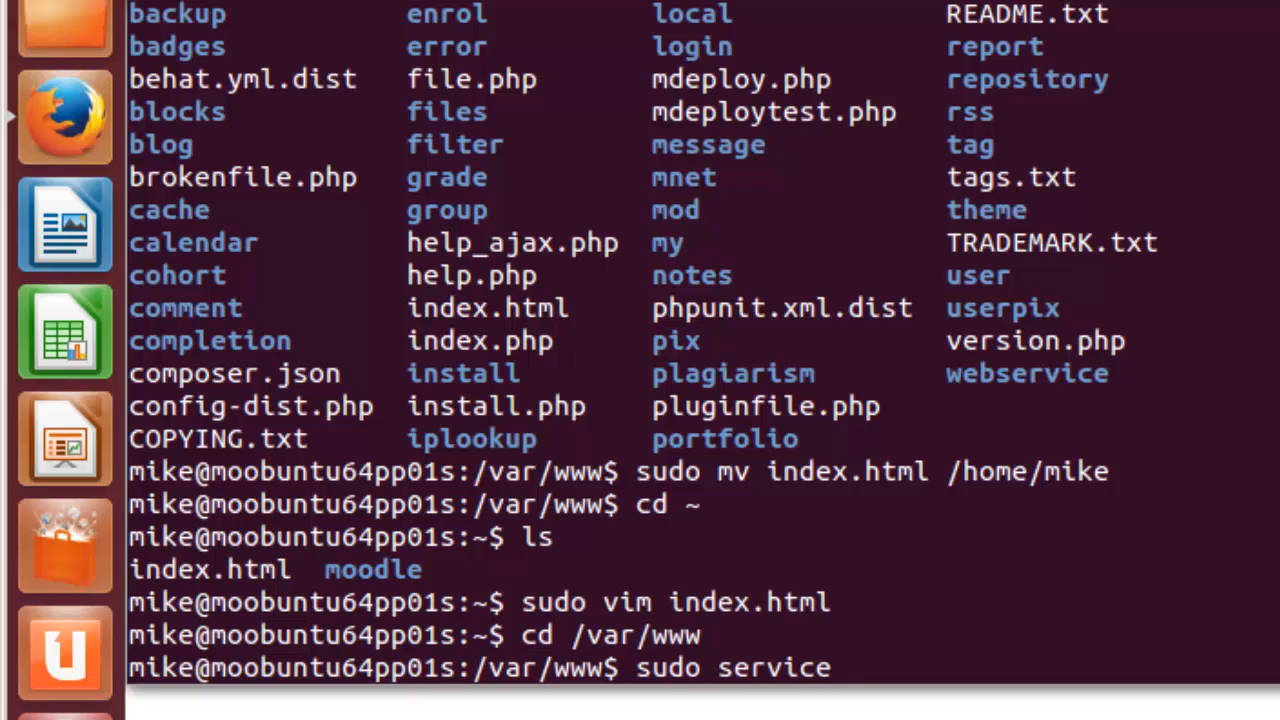 backup enrol local README.txt
badges error login report
behat.yml.dist file.php mdeploy.php repository
blocks files mdeploytest.php rss
blog filter message tag
brokenfile.php grade mnet tags.txt
cache group mod theme
calendar help_ajax.php my TRADEMARK.txt
cohort help.php notes user
comment index.html phpunit.xml.dist userpix
completion index.php pix version.php
composer.json install plagiarism webservice
config-dist.php install.php pluginfile.php
COPYING.txt iplookup portfolio
mike@moobuntu64pp01s:/var/www$ sudo mv index.html /home/mike
mike@moobuntu64pp01s:/var/www$ cd ~
mike@moobuntu64pp01s:~$ ls
index.html moodle
mike@moobuntu64pp01s:~$ sudo vim index.html
mike@moobuntu64pp01s:~$ cd /var/www
mike@moobuntu64pp01s:/var/www$ sudo service